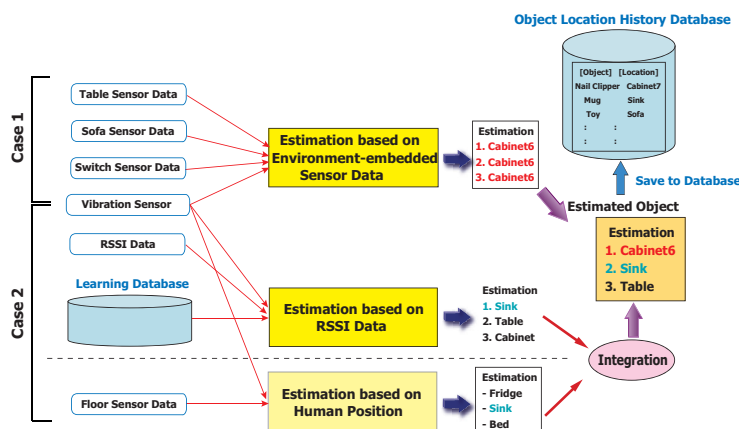 Object Location History Database
[Object] [Location]
Nail Clipper Cabinet7
Mug Sink
Toy Sofa
: :
: :
Save to Database
Case 1
Table Sensor Data
Sofa Sensor Data
Switch Sensor Data
Vibration Sensor
Estimation based on
Environment-embedded
Sensor Data
Estimation
1. Cabinet6
2. Cabinet6
3. Cabinet6
Estimated Object
Estimation
1. Cabinet6
2. Sink
3. Table
Case 2
RSSI Data
Learning Database
Estimation based on
RSSI Data
Estimation
1. Sink
2. Table
3. Cabinet
Integration
Floor Sensor Data
Estimation based on
Human Position
Estimation
- Fridge
- Sink
- Bed